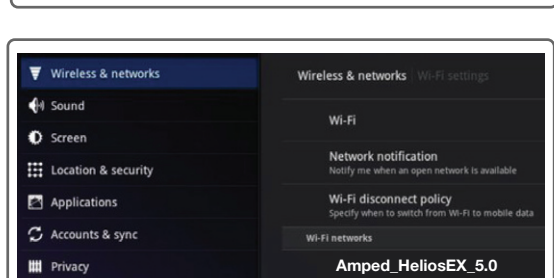 Wireless & networks
Sound
Screen
Location & security
Applications
Accounts & sync
Privacy
Wireless & networks | Wi-Fi settings
Wi-Fi
Network notification
Notify me when an open network is available
Wi-Fi disconnect policy
Specify when to switch from Wi-Fi to mobile data
Wi-Fi networks
Amped_HeliosEX_5.0